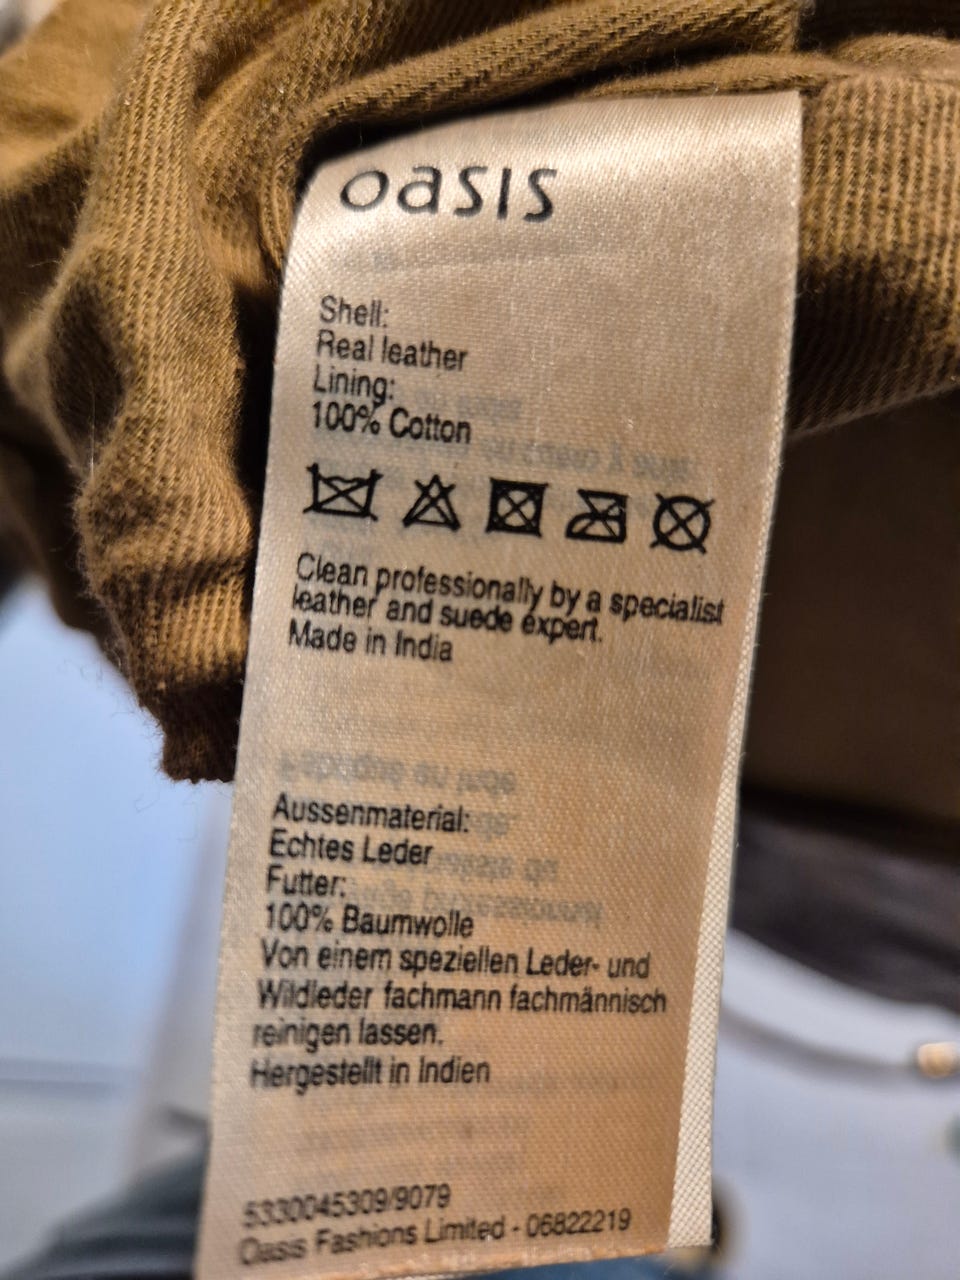 oasis
Shell:
Real leather
Lining:
100% Cotton
Clean professionally by a specialist
leather and suede expert.
Made in India
Aussenmaterial:
Echtes Leder
Futter:
100% Baumwolle
Von einem speziellen Leder- und
Wildleder fachmann fachmännisch
reinigen lassen.
Hergestellt in Indien
5330045309/9079
Oasis Fashions Limited - 06822219